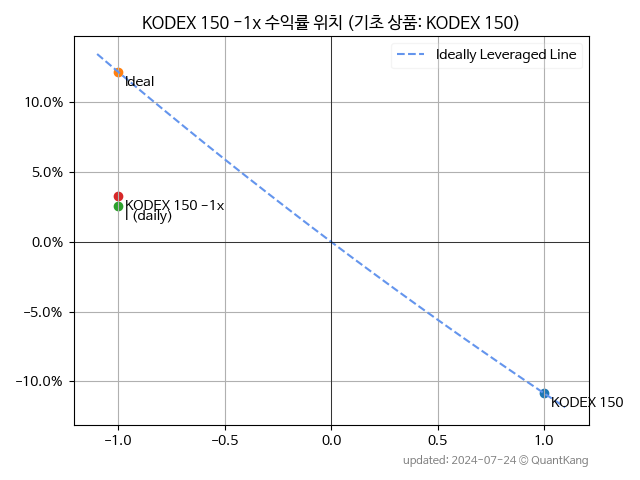 KODEX 150 -1x 수익률 위치 (기초 상품: KODEX 150)
Ideally Leveraged Line
Ideal
10.0%
5.0%
KODEX 150 -1x
I (daily)
0.0%
-5.0%
-10.0%
KODEX 150
-1.0 -0.5 0.0 0.5 1.0
updated: 2024-07-24 © QuantKang